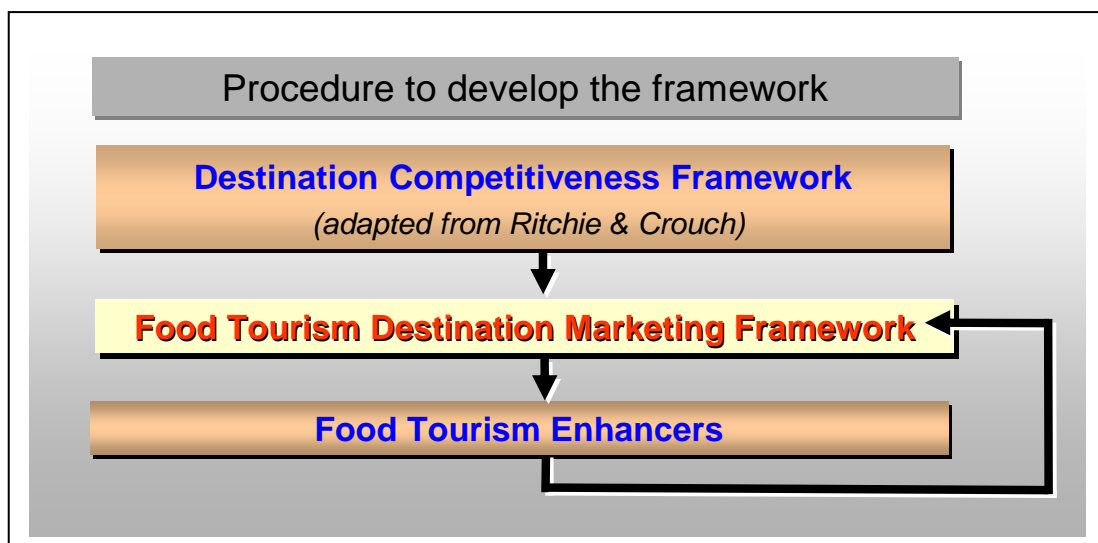 Procedure to develop the framework
Destination Competitiveness Framework
(adapted from Ritchie & Crouch)
Food Tourism Destination Marketing Framework
Food Tourism Enhancers